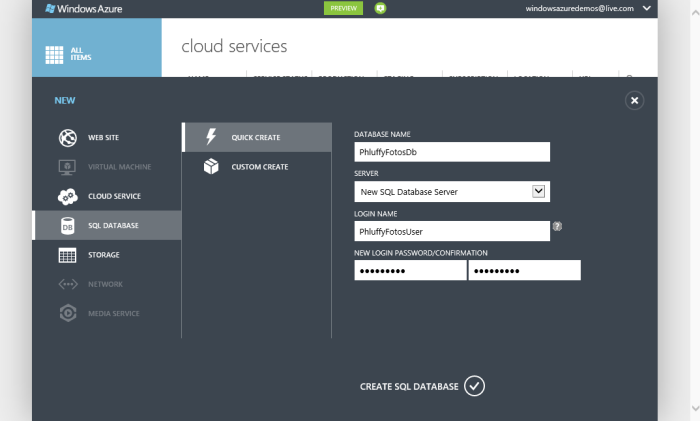 Windows Azure
PREVIEW
windowsazuredemos@live.com
ALL
ITEMS
cloud services
NEW
WEB SITE
VIRTUAL MACHINE
CLOUD SERVICE
DB
SQL DATABASE
STORAGE
NETWORK
MEDIA SERVICE
QUICK CREATE
CUSTOM CREATE
DATABASE NAME
PhluffyFotosDb
SERVER
New SQL Database Server
LOGIN NAME
PhluffyFotosUser
?
NEW LOGIN PASSWORD/CONFIRMATION
●●●●●●●●● ●●●●●●●●●
CREATE SQL DATABASE